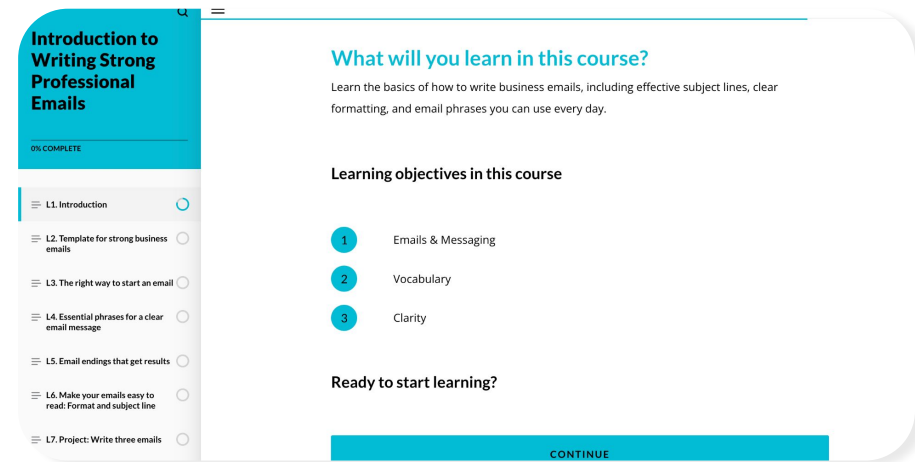 Introduction to
Writing Strong
Professional
Emails
0% COMPLETE
L1. Introduction
L2. Template for strong business
emails
L3. The right way to start an email
L4. Essential phrases for a clear
email message
L5. Email endings that get results
L6. Make your emails easy to
read: Format and subject line
L7. Project: Write three emails
What will you learn in this course?
Learn the basics of how to write business emails, including effective subject lines, clear
formatting, and email phrases you can use every day.
Learning objectives in this course
1 Emails & Messaging
2 Vocabulary
3 Clarity
Ready to start learning?
CONTINUE